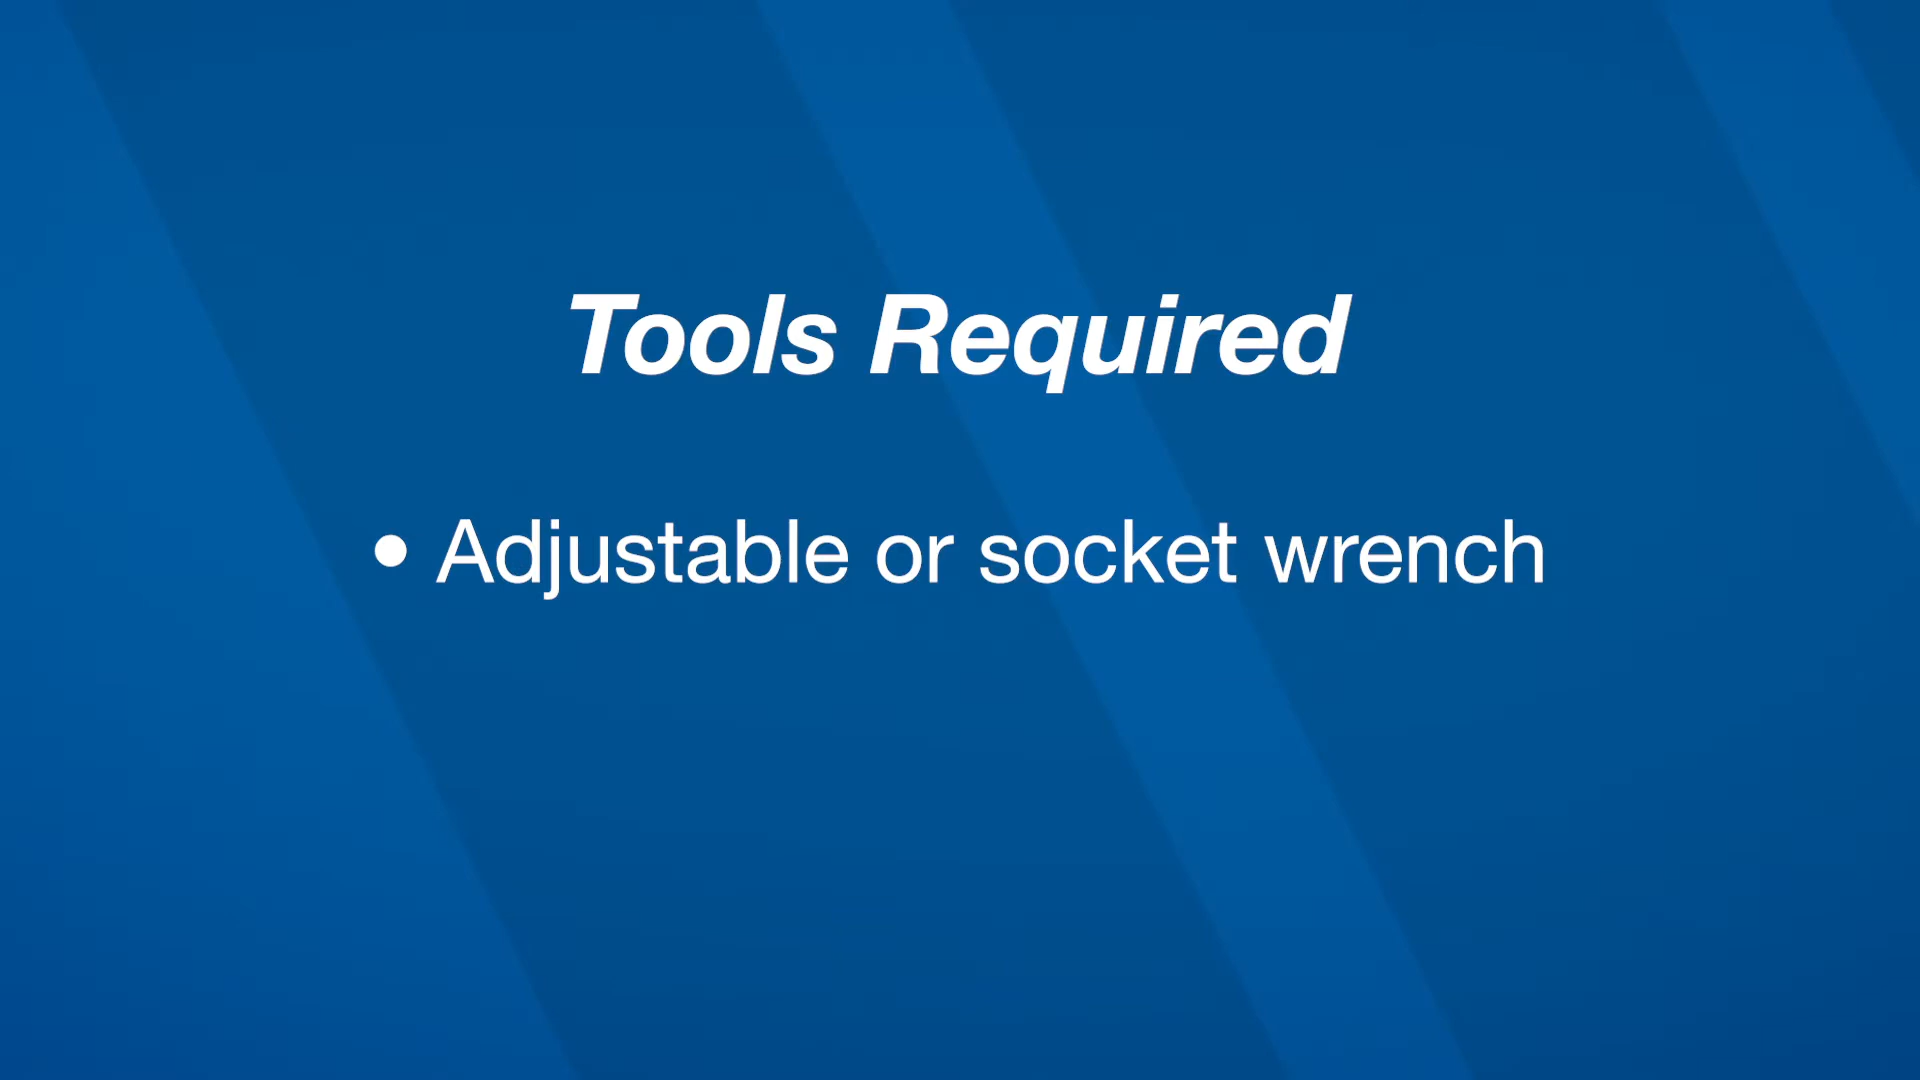 Tools Required
• Adjustable or socket wrench